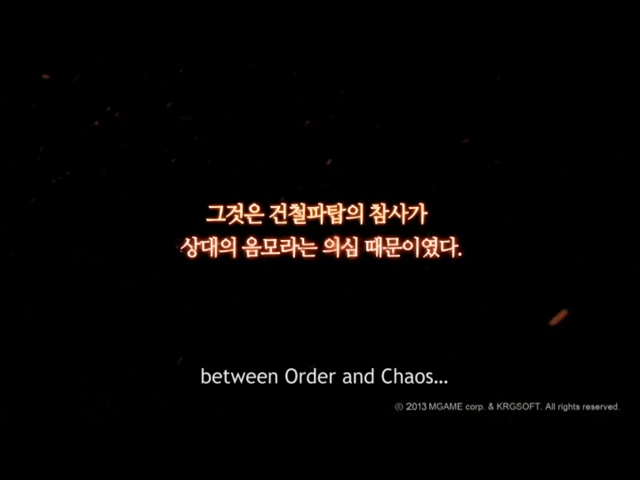 그것은 건철파탑의 참사가
상대의 음모라는 의심 때문이였다.
between Order and Chaos...
ⓒ 2013 MGAME corp. & KRGSOFT. All rights reserved.